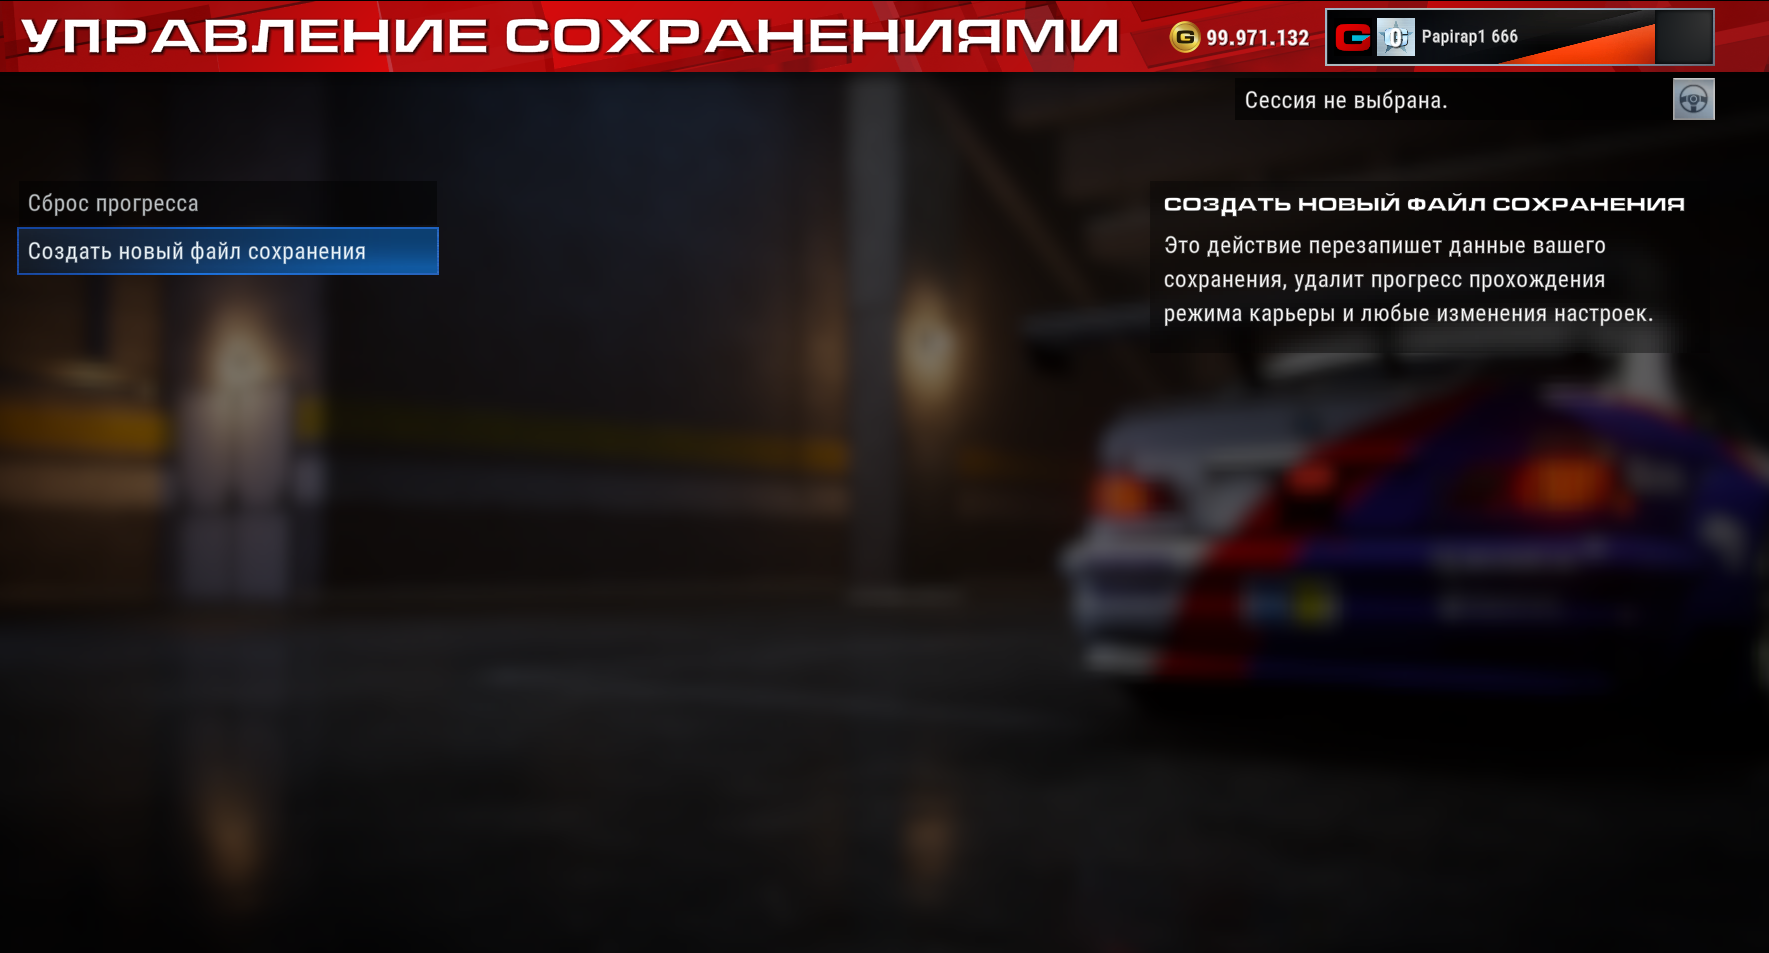 УПРАВЛЕНИЕ СОХРАНЕНИЯМИ
G 99.971.132
G 0 Papirap1 666
Сессия не выбрана.
Сброс прогресса
Создать новый файл сохранения
СОЗДАТЬ НОВЫЙ ФАЙЛ СОХРАНЕНИЯ
Это действие перезапишет данные вашего
сохранения, удалит прогресс прохождения
режима карьеры и любые изменения настроек.